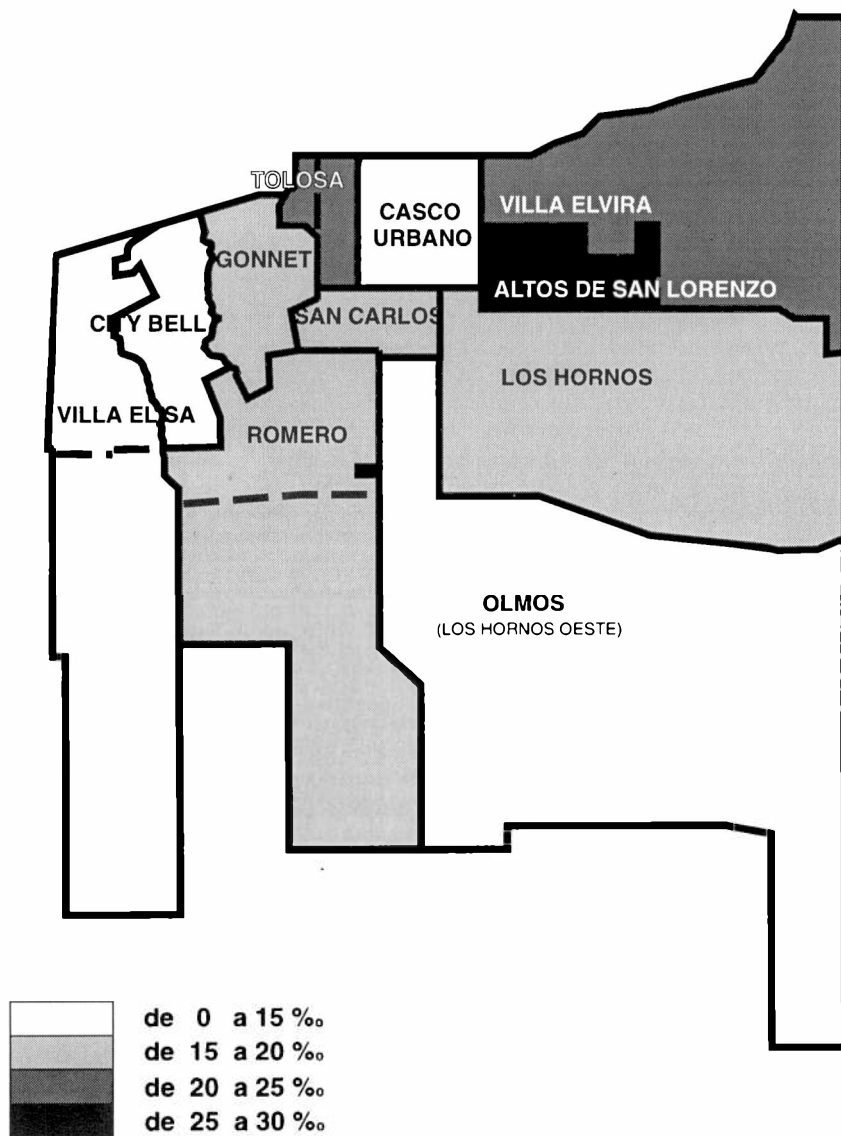 TOLOSA
CASCO
URBANO
VILLA ELVIRA
GONNET
ALTOS DE SAN LORENZO
SAN CARLOS
CITY BELL
LOS HORNOS
VILLA ELISA
ROMERO
OLMOS
(LOS HORNOS OESTE)
de 0 a 15 ‰
de 15 a 20 ‰
de 20 a 25 ‰
de 25 a 30 ‰